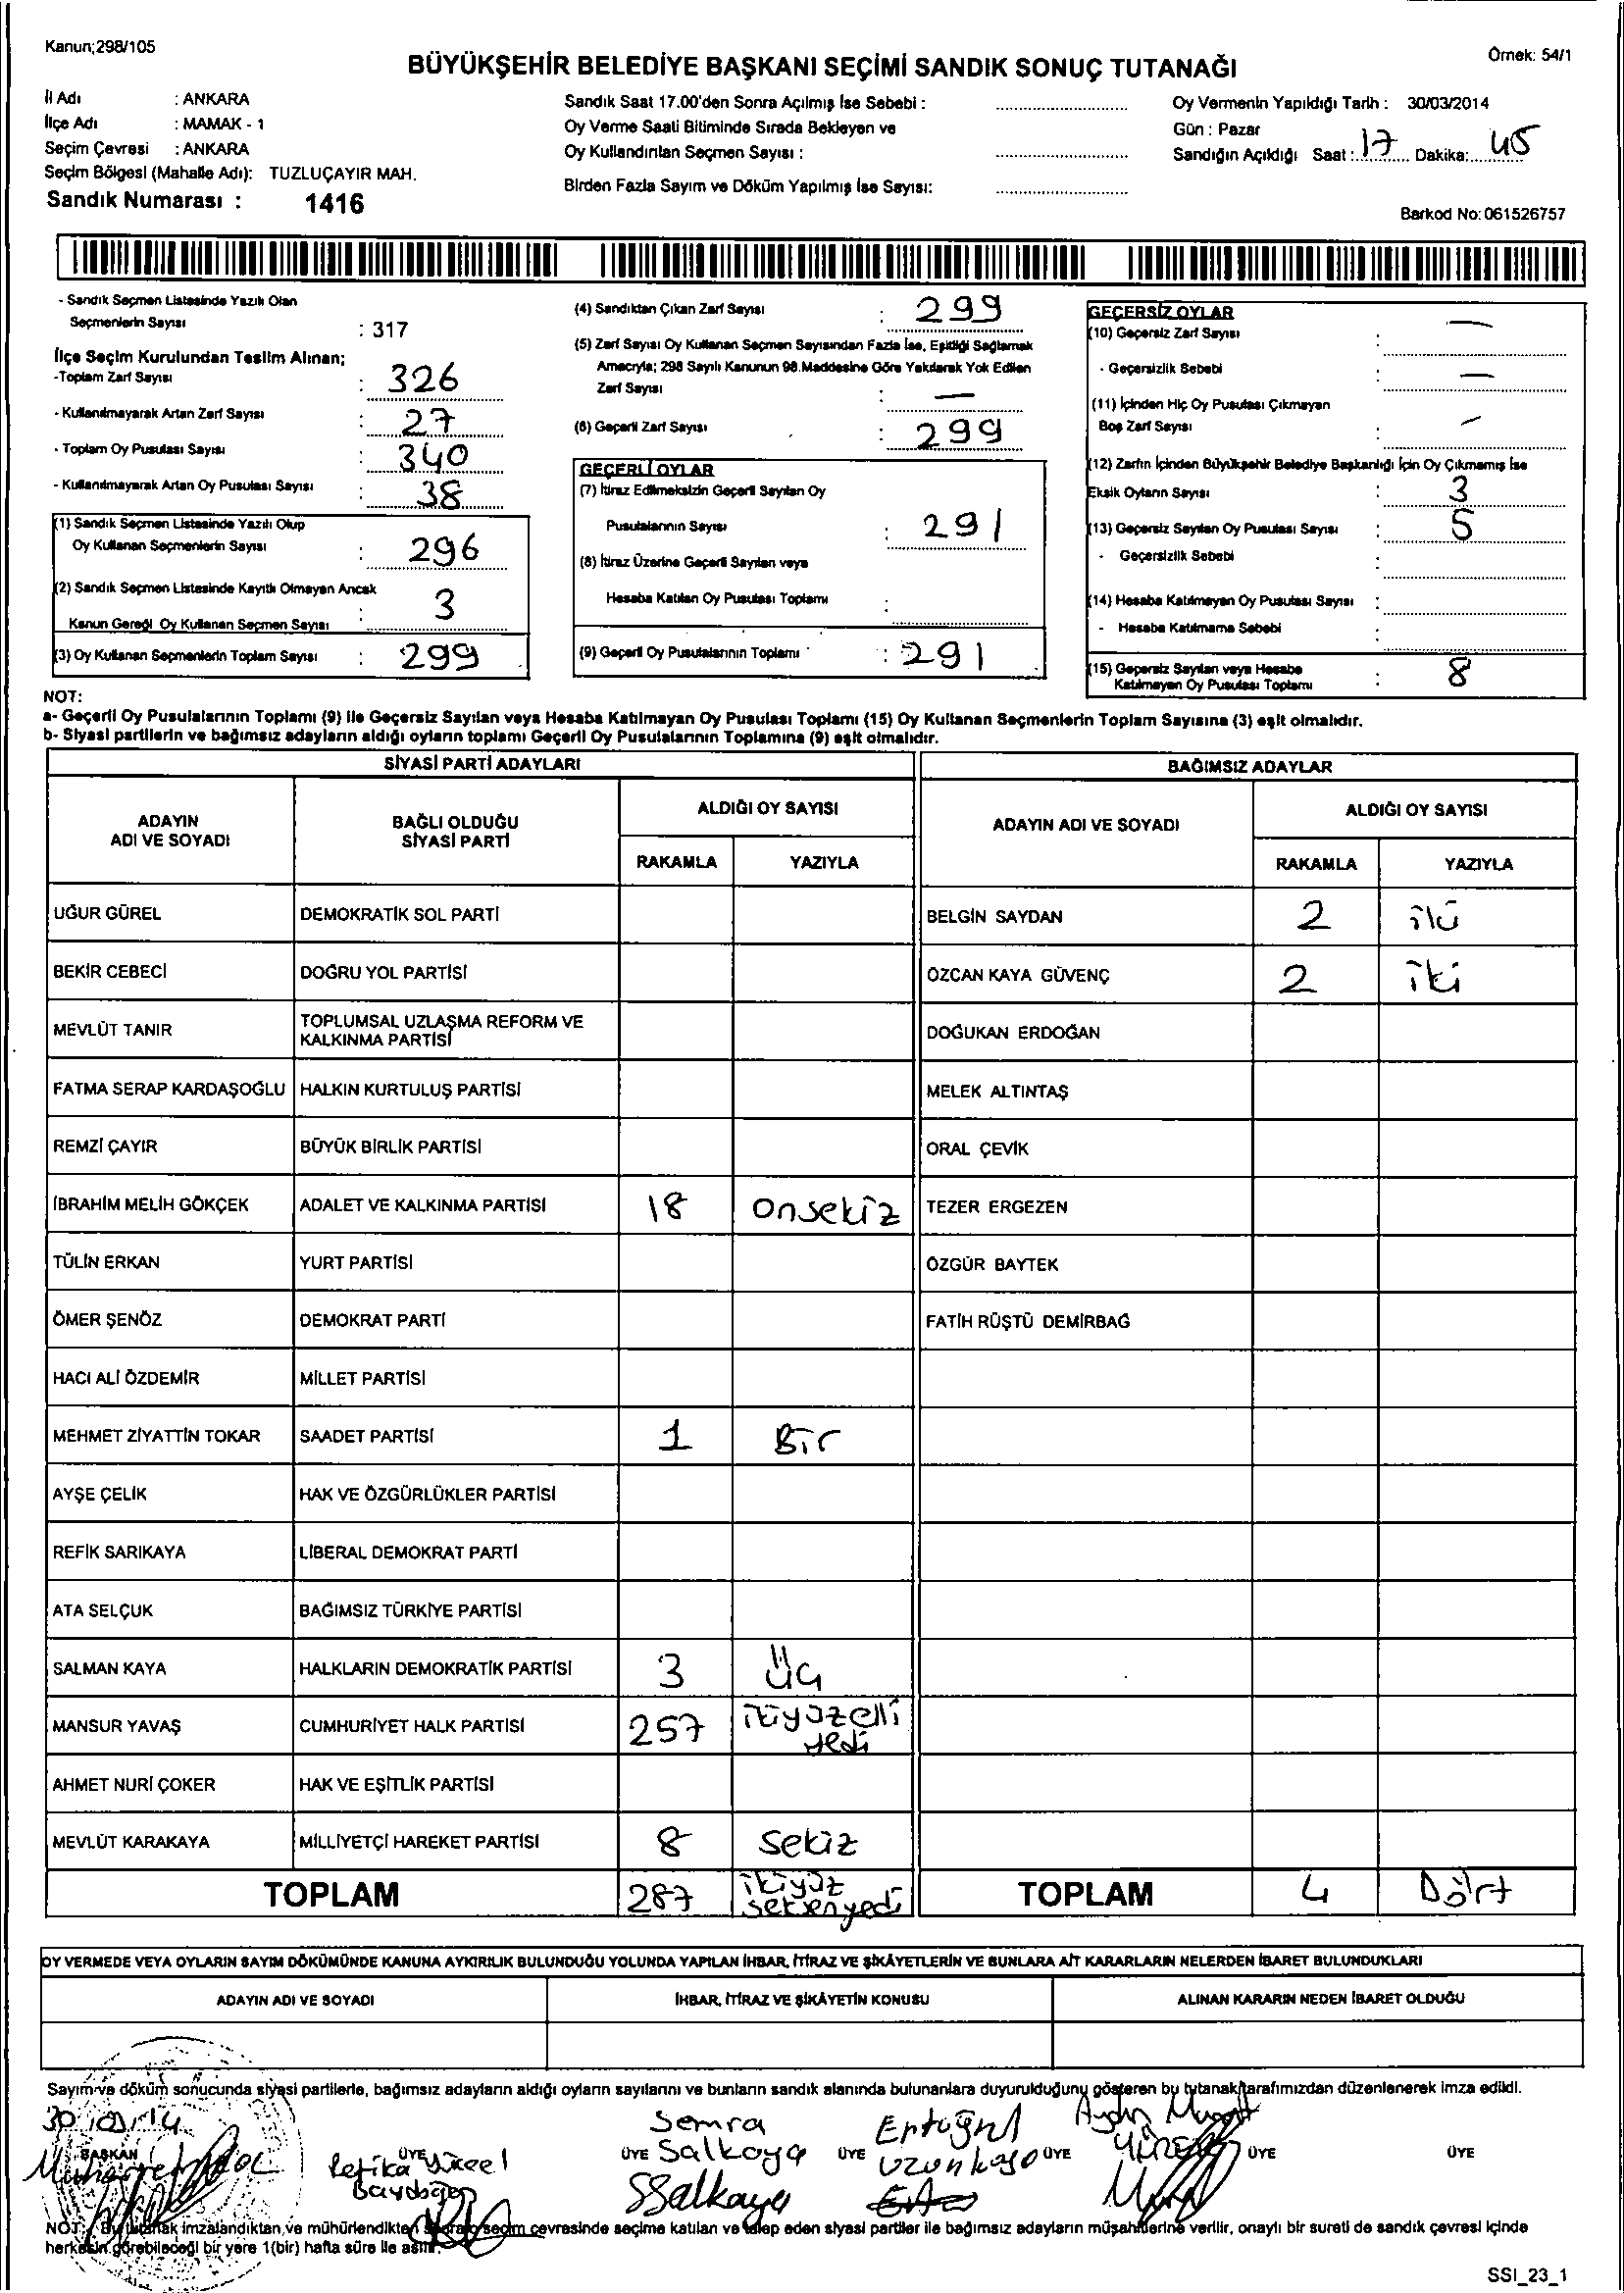 Kanun;298/105
Örnek: 54/1
BÜYÜKŞEHİR BELEDİYE BAŞKANI SEÇİMİ SANDIK SONUÇ TUTANAĞI
İl Adı : ANKARA
İlçe Adı : MAMAK - 1
Seçim Çevresi : ANKARA
Seçim Bölgesi (Mahalle Adı): TUZLUÇAYIR MAH.
Sandık Numarası : 1416
Sandık Saat 17.00'den Sonra Açılmış İse Sebebi :
Oy Verme Saati Bitiminde Sırada Bekleyen ve
Oy Kullandırılan Seçmen Sayısı :
Birden Fazla Sayım ve Döküm Yapılmış İse Sayısı:
Oy Vermenin Yapıldığı Tarih : 30/03/2014
Gün : Pazar
Sandığın Açıldığı Saat : 17 Dakika: 45
Barkod No: 061526757
- Sandık Seçmen Listesinde Yazılı Olan
Seçmenlerin Sayısı : 317
İlçe Seçim Kurulundan Teslim Alınan;
-Toplam Zarf Sayısı : 326
- Kullanılmayarak Artan Zarf Sayısı : 27
- Toplam Oy Pusulası Sayısı : 340
- Kullanılmayarak Artan Oy Pusulası Sayısı : 38
(1) Sandık Seçmen Listesinde Yazılı Olup
Oy Kullanan Seçmenlerin Sayısı : 296
(2) Sandık Seçmen Listesinde Kayıtlı Olmayan Ancak
Kanun Gereği Oy Kullanan Seçmen Sayısı : 3
(3) Oy Kullanan Seçmenlerin Toplam Sayısı : 299
(4) Sandıktan Çıkan Zarf Sayısı : 299
(5) Zarf Sayısı Oy Kullanan Seçmen Sayısından Fazla İse, Eşitliği Sağlamak
Amacıyla; 298 Sayılı Kanunun 98.Maddesine Göre Yakılarak Yok Edilen
Zarf Sayısı : —
(6) Geçerli Zarf Sayısı : 299
GEÇERLİ OYLAR
(7) İtiraz Edilmeksizin Geçerli Sayılan Oy
Pusulalarının Sayısı : 291
(8) İtiraz Üzerine Geçerli Sayılan veya
Hesaba Katılan Oy Pusulası Toplamı :
(9) Geçerli Oy Pusulalarının Toplamı : 291
GEÇERSİZ OYLAR
(10) Geçersiz Zarf Sayısı : —
- Geçersizlik Sebebi : —
(11) İçinden Hiç Oy Pusulası Çıkmayan
Boş Zarf Sayısı : —
(12) Zarfın İçinden Büyükşehir Belediye Başkanlığı İçin Oy Çıkmamış İse
Eksik Oyların Sayısı : 3
(13) Geçersiz Sayılan Oy Pusulası Sayısı : 5
- Geçersizlik Sebebi :
(14) Hesaba Katılmayan Oy Pusulası Sayısı :
- Hesaba Katılmama Sebebi :
(15) Geçersiz Sayılan veya Hesaba
Katılmayan Oy Pusulası Toplamı : 8
NOT:
a- Geçerli Oy Pusulalarının Toplamı (9) ile Geçersiz Sayılan veya Hesaba Katılmayan Oy Pusulası Toplamı (15) Oy Kullanan Seçmenlerin Toplam Sayısına (3) eşit olmalıdır.
b- Siyasi partilerin ve bağımsız adayların aldığı oyların toplamı Geçerli Oy Pusulalarının Toplamına (9) eşit olmalıdır.
SİYASİ PARTİ ADAYLARI
BAĞIMSIZ ADAYLAR
ADAYIN ADI VE SOYADI
BAĞLI OLDUĞU SİYASİ PARTİ
ALDIĞI OY SAYISI
RAKAMLA YAZIYLA
ADAYIN ADI VE SOYADI
ALDIĞI OY SAYISI
RAKAMLA YAZIYLA
UĞUR GÜREL DEMOKRATİK SOL PARTİ
BELGİN SAYDAN 2 iki
BEKİR CEBECİ DOĞRU YOL PARTİSİ
ÖZCAN KAYA GÜVENÇ 2 iki
MEVLÜT TANIR TOPLUMSAL UZLAŞMA REFORM VE KALKINMA PARTİSİ
DOĞUKAN ERDOĞAN
FATMA SERAP KARDAŞOĞLU HALKIN KURTULUŞ PARTİSİ
MELEK ALTINTAŞ
REMZİ ÇAYIR BÜYÜK BİRLİK PARTİSİ
ORAL ÇEVİK
İBRAHİM MELİH GÖKÇEK ADALET VE KALKINMA PARTİSİ 18 onsekiz
TEZER ERGEZEN
TÜLİN ERKAN YURT PARTİSİ
ÖZGÜR BAYTEK
ÖMER ŞENÖZ DEMOKRAT PARTİ
FATİH RÜŞTÜ DEMİRBAĞ
HACI ALİ ÖZDEMİR MİLLET PARTİSİ
MEHMET ZİYATTİN TOKAR SAADET PARTİSİ 1 Bir
AYŞE ÇELİK HAK VE ÖZGÜRLÜKLER PARTİSİ
REFİK SARIKAYA LİBERAL DEMOKRAT PARTİ
ATA SELÇUK BAĞIMSIZ TÜRKİYE PARTİSİ
SALMAN KAYA HALKLARIN DEMOKRATİK PARTİSİ 3 Üç
MANSUR YAVAŞ CUMHURİYET HALK PARTİSİ 257 ikiyüzelli yedi
AHMET NURİ ÇOKER HAK VE EŞİTLİK PARTİSİ
MEVLÜT KARAKAYA MİLLİYETÇİ HAREKET PARTİSİ 8 Sekiz
TOPLAM 287 ikiyüz seksenyedi
TOPLAM 4 Dört
OY VERMEDE VEYA OYLARIN SAYIM DÖKÜMÜNDE KANUNA AYKIRILIK BULUNDUĞU YOLUNDA YAPILAN İHBAR, İTİRAZ VE ŞİKÂYETLERİN VE BUNLARA AİT KARARLARIN NELERDEN İBARET BULUNDUKLARI
ADAYIN ADI VE SOYADI
İHBAR, İTİRAZ VE ŞİKÂYETİN KONUSU
ALINAN KARARIN NEDEN İBARET OLDUĞU
Sayım ve döküm sonucunda siyasi partilerle, bağımsız adayların aldığı oyların sayılarını ve bunların sandık alanında bulunanlara duyurulduğunu gösteren bu tutanak tarafımızdan düzenlenerek imza edildi.
BAŞKAN ÜYE ÜYE ÜYE ÜYE ÜYE ÜYE
Refika Yücel
Baydoğan
Semra
Salkaya
SSalkaya
Ertuğrul
Uzunkaya
Aydın
NOT: Bu tutanak imzalandıktan ve mühürlendikten seçim çevresinde seçime katılan ve talep eden siyasi partiler ile bağımsız adayların müşahitlerine verilir, onaylı bir sureti de sandık çevresi içinde
herkesin görebileceği bir yere 1(bir) hafta süre ile asılır.
SSI_23_1